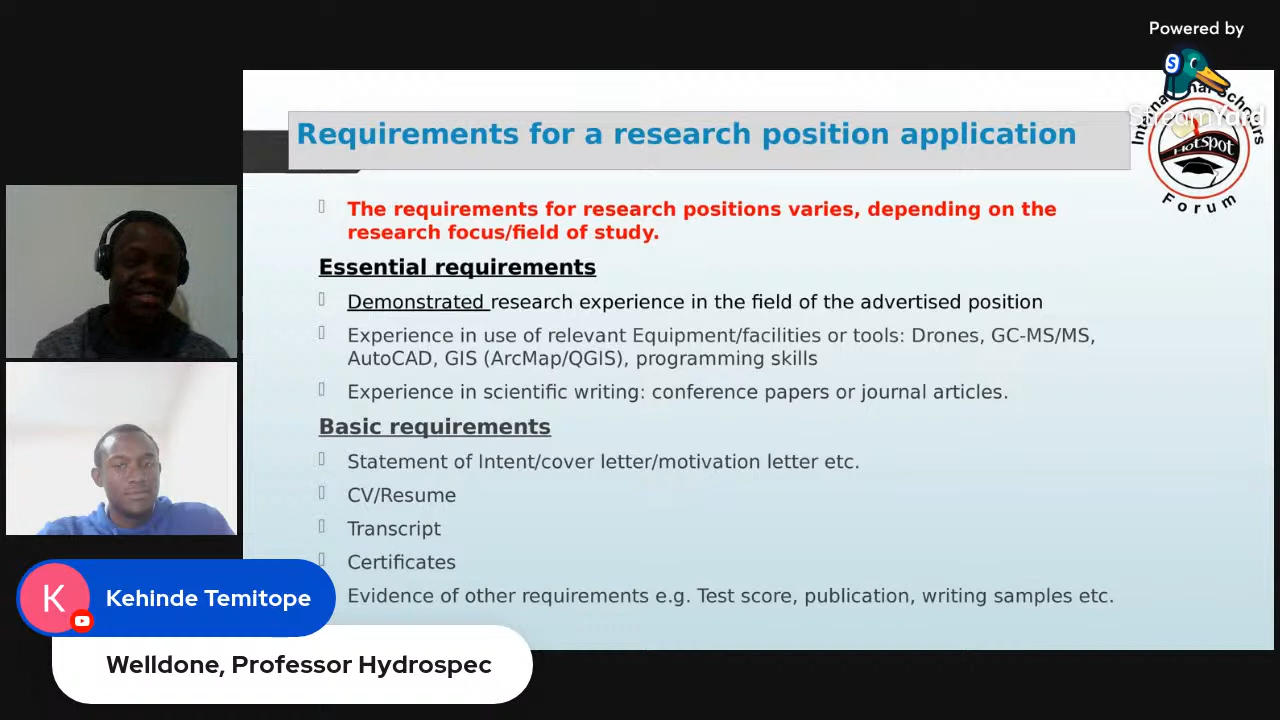 Powered by
StreamYard
International Scholours
HotSpot
Forum
Requirements for a research position application
The requirements for research positions varies, depending on the
research focus/field of study.
Essential requirements
Demonstrated research experience in the field of the advertised position
Experience in use of relevant Equipment/facilities or tools: Drones, GC-MS/MS,
AutoCAD, GIS (ArcMap/QGIS), programming skills
Experience in scientific writing: conference papers or journal articles.
Basic requirements
Statement of Intent/cover letter/motivation letter etc.
CV/Resume
Transcript
Certificates
Evidence of other requirements e.g. Test score, publication, writing samples etc.
K
Kehinde Temitope
Welldone, Professor Hydrospec